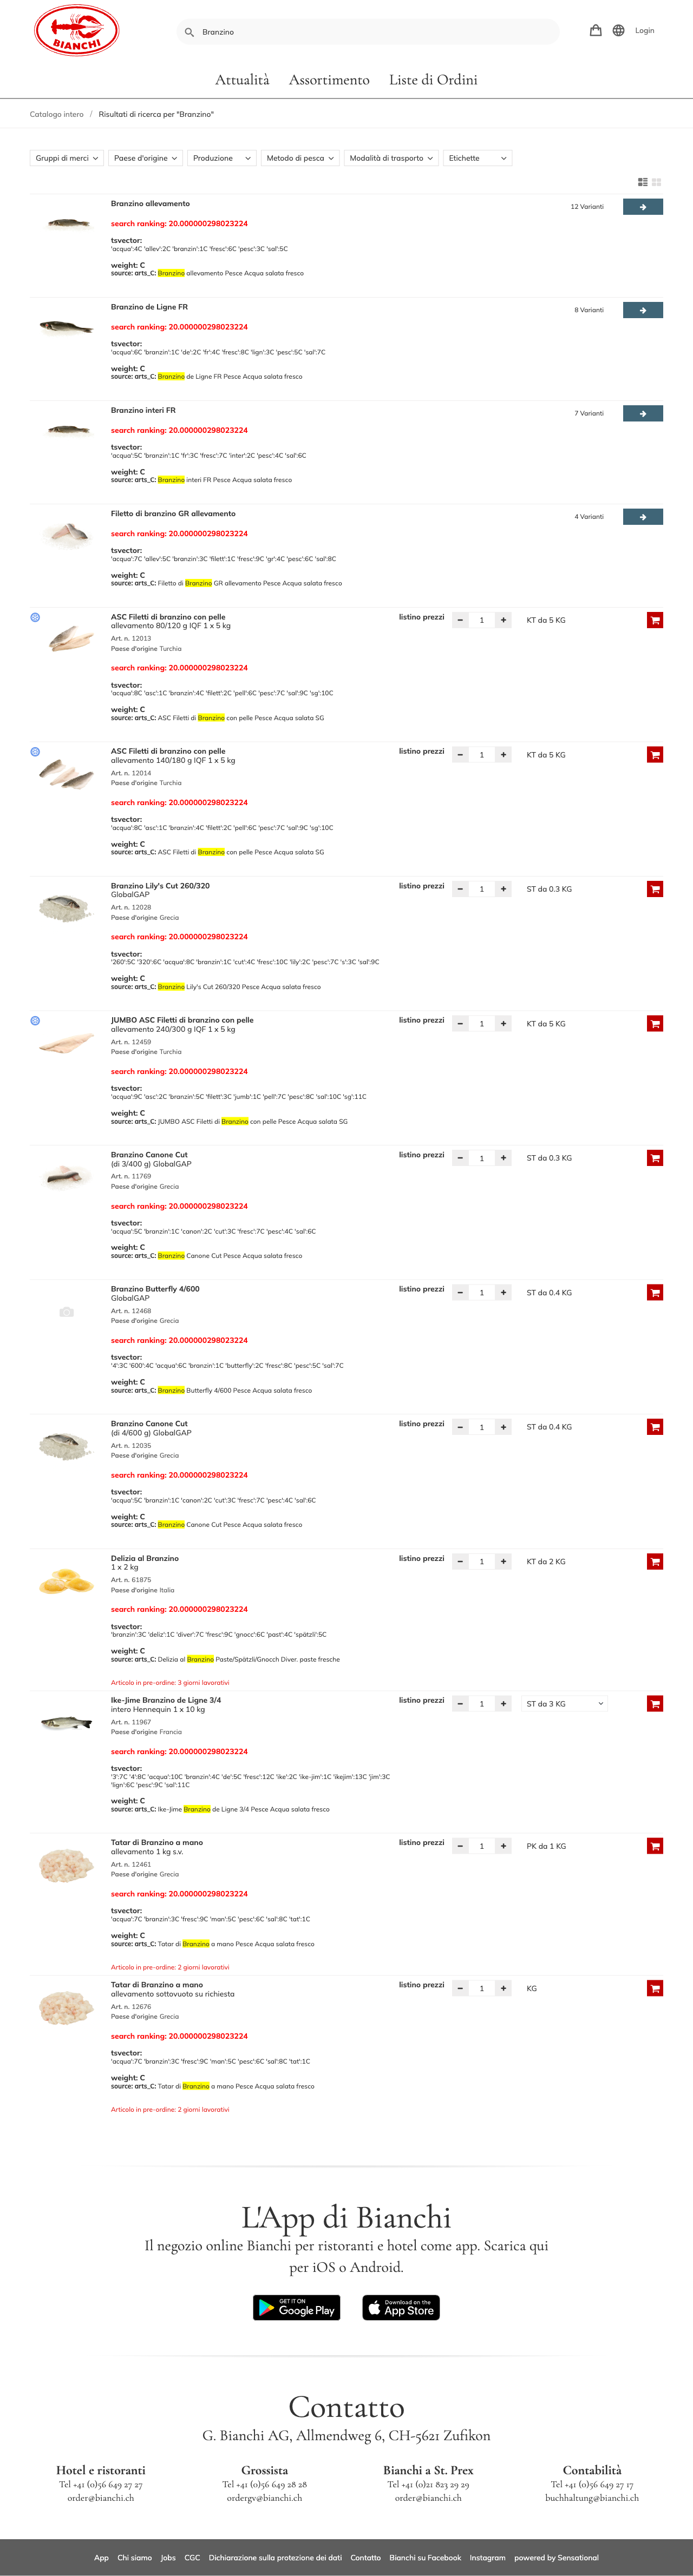 BIANCHI
Branzino
Login
Attualità Assortimento Liste di Ordini
Catalogo intero / Risultati di ricerca per "Branzino"
Gruppi di merci Paese d'origine Produzione Metodo di pesca Modalità di trasporto Etichette
Branzino allevamento 12 Varianti
search ranking: 20.000000298023224
tsvector:
'acqua':4C 'allev':2C 'branzin':1C 'fresc':6C 'pesc':3C 'sal':5C
weight: C
source: arts_C: Branzino allevamento Pesce Acqua salata fresco
Branzino de Ligne FR 8 Varianti
search ranking: 20.000000298023224
tsvector:
'acqua':6C 'branzin':1C 'de':2C 'fr':4C 'fresc':8C 'lign':3C 'pesc':5C 'sal':7C
weight: C
source: arts_C: Branzino de Ligne FR Pesce Acqua salata fresco
Branzino interi FR 7 Varianti
search ranking: 20.000000298023224
tsvector:
'acqua':5C 'branzin':1C 'fr':3C 'fresc':7C 'inter':2C 'pesc':4C 'sal':6C
weight: C
source: arts_C: Branzino interi FR Pesce Acqua salata fresco
Filetto di branzino GR allevamento 4 Varianti
search ranking: 20.000000298023224
tsvector:
'acqua':7C 'allev':5C 'branzin':3C 'filett':1C 'fresc':9C 'gr':4C 'pesc':6C 'sal':8C
weight: C
source: arts_C: Filetto di Branzino GR allevamento Pesce Acqua salata fresco
ASC Filetti di branzino con pelle listino prezzi − 1 + KT da 5 KG
allevamento 80/120 g IQF 1 x 5 kg
Art. n. 12013
Paese d'origine Turchia
search ranking: 20.000000298023224
tsvector:
'acqua':8C 'asc':1C 'branzin':4C 'filett':2C 'pell':6C 'pesc':7C 'sal':9C 'sg':10C
weight: C
source: arts_C: ASC Filetti di Branzino con pelle Pesce Acqua salata SG
ASC Filetti di branzino con pelle listino prezzi − 1 + KT da 5 KG
allevamento 140/180 g IQF 1 x 5 kg
Art. n. 12014
Paese d'origine Turchia
search ranking: 20.000000298023224
tsvector:
'acqua':8C 'asc':1C 'branzin':4C 'filett':2C 'pell':6C 'pesc':7C 'sal':9C 'sg':10C
weight: C
source: arts_C: ASC Filetti di Branzino con pelle Pesce Acqua salata SG
Branzino Lily's Cut 260/320 listino prezzi − 1 + ST da 0.3 KG
GlobalGAP
Art. n. 12028
Paese d'origine Grecia
search ranking: 20.000000298023224
tsvector:
'260':5C '320':6C 'acqua':8C 'branzin':1C 'cut':4C 'fresc':10C 'lily':2C 'pesc':7C 's':3C 'sal':9C
weight: C
source: arts_C: Branzino Lily's Cut 260/320 Pesce Acqua salata fresco
JUMBO ASC Filetti di branzino con pelle listino prezzi − 1 + KT da 5 KG
allevamento 240/300 g IQF 1 x 5 kg
Art. n. 12459
Paese d'origine Turchia
search ranking: 20.000000298023224
tsvector:
'acqua':9C 'asc':2C 'branzin':5C 'filett':3C 'jumb':1C 'pell':7C 'pesc':8C 'sal':10C 'sg':11C
weight: C
source: arts_C: JUMBO ASC Filetti di Branzino con pelle Pesce Acqua salata SG
Branzino Canone Cut listino prezzi − 1 + ST da 0.3 KG
(di 3/400 g) GlobalGAP
Art. n. 11769
Paese d'origine Grecia
search ranking: 20.000000298023224
tsvector:
'acqua':5C 'branzin':1C 'canon':2C 'cut':3C 'fresc':7C 'pesc':4C 'sal':6C
weight: C
source: arts_C: Branzino Canone Cut Pesce Acqua salata fresco
Branzino Butterfly 4/600 listino prezzi − 1 + ST da 0.4 KG
GlobalGAP
Art. n. 12468
Paese d'origine Grecia
search ranking: 20.000000298023224
tsvector:
'4':3C '600':4C 'acqua':6C 'branzin':1C 'butterfly':2C 'fresc':8C 'pesc':5C 'sal':7C
weight: C
source: arts_C: Branzino Butterfly 4/600 Pesce Acqua salata fresco
Branzino Canone Cut listino prezzi − 1 + ST da 0.4 KG
(di 4/600 g) GlobalGAP
Art. n. 12035
Paese d'origine Grecia
search ranking: 20.000000298023224
tsvector:
'acqua':5C 'branzin':1C 'canon':2C 'cut':3C 'fresc':7C 'pesc':4C 'sal':6C
weight: C
source: arts_C: Branzino Canone Cut Pesce Acqua salata fresco
Delizia al Branzino listino prezzi − 1 + KT da 2 KG
1 x 2 kg
Art. n. 61875
Paese d'origine Italia
search ranking: 20.000000298023224
tsvector:
'branzin':3C 'deliz':1C 'diver':7C 'fresc':9C 'gnocc':6C 'past':4C 'spätzli':5C
weight: C
source: arts_C: Delizia al Branzino Paste/Spätzli/Gnocch Diver. paste fresche
Articolo in pre-ordine: 3 giorni lavorativi
Ike-Jime Branzino de Ligne 3/4 listino prezzi − 1 + ST da 3 KG
intero Hennequin 1 x 10 kg
Art. n. 11967
Paese d'origine Francia
search ranking: 20.000000298023224
tsvector:
'3':7C '4':8C 'acqua':10C 'branzin':4C 'de':5C 'fresc':12C 'ike':2C 'ike-jim':1C 'ikejim':13C 'jim':3C
'lign':6C 'pesc':9C 'sal':11C
weight: C
source: arts_C: Ike-Jime Branzino de Ligne 3/4 Pesce Acqua salata fresco
Tatar di Branzino a mano listino prezzi − 1 + PK da 1 KG
allevamento 1 kg s.v.
Art. n. 12461
Paese d'origine Grecia
search ranking: 20.000000298023224
tsvector:
'acqua':7C 'branzin':3C 'fresc':9C 'man':5C 'pesc':6C 'sal':8C 'tat':1C
weight: C
source: arts_C: Tatar di Branzino a mano Pesce Acqua salata fresco
Articolo in pre-ordine: 2 giorni lavorativi
Tatar di Branzino a mano listino prezzi − 1 + KG
allevamento sottovuoto su richiesta
Art. n. 12676
Paese d'origine Grecia
search ranking: 20.000000298023224
tsvector:
'acqua':7C 'branzin':3C 'fresc':9C 'man':5C 'pesc':6C 'sal':8C 'tat':1C
weight: C
source: arts_C: Tatar di Branzino a mano Pesce Acqua salata fresco
Articolo in pre-ordine: 2 giorni lavorativi
L'App di Bianchi
Il negozio online Bianchi per ristoranti e hotel come app. Scarica qui
per iOS o Android.
GET IT ON Google Play Download on the App Store
Contatto
G. Bianchi AG, Allmendweg 6, CH-5621 Zufikon
Hotel e ristoranti Grossista Bianchi a St. Prex Contabilità
Tel +41 (0)56 649 27 27 Tel +41 (0)56 649 28 28 Tel +41 (0)21 823 29 29 Tel +41 (0)56 649 27 17
order@bianchi.ch ordergv@bianchi.ch order@bianchi.ch buchhaltung@bianchi.ch
App Chi siamo Jobs CGC Dichiarazione sulla protezione dei dati Contatto Bianchi su Facebook Instagram powered by Sensational